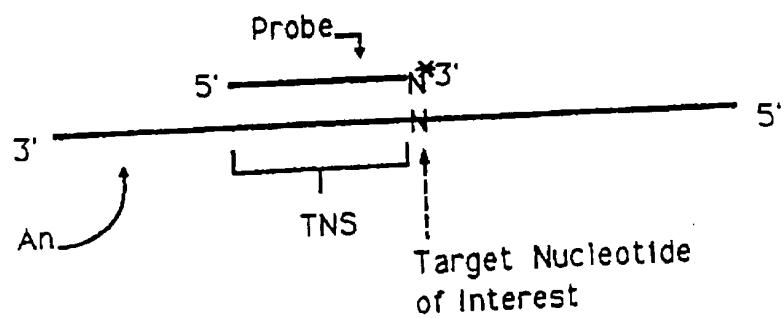 Probe
5' N*3'
3' N 5'
An
TNS
Target Nucleotide
of Interest